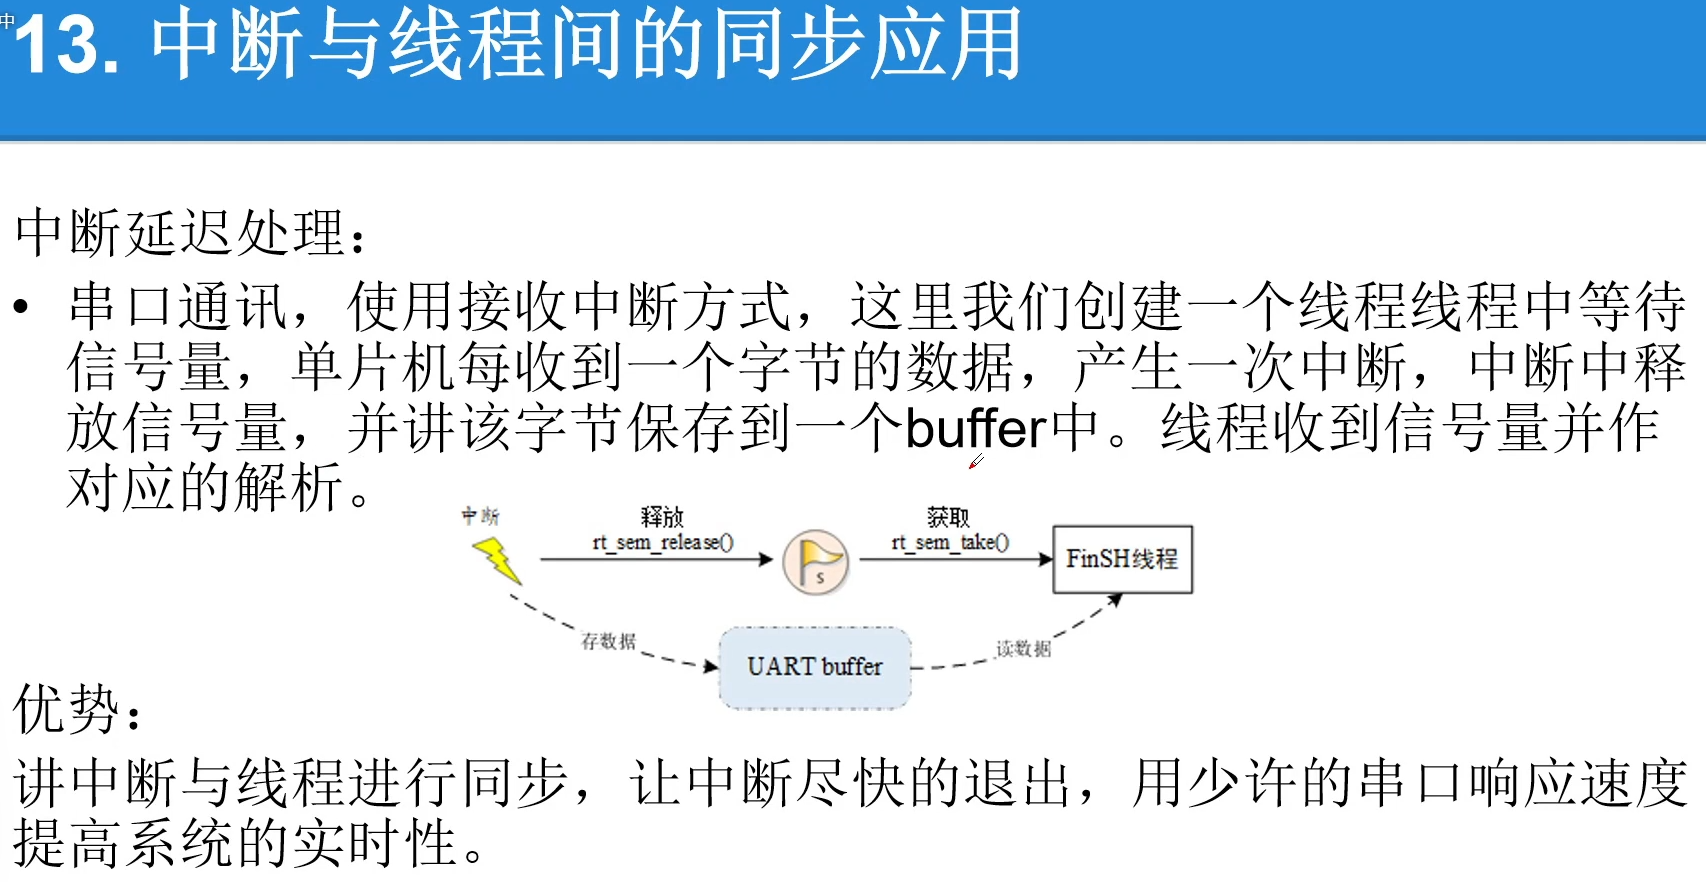 中
13. 中断与线程间的同步应用
中断延迟处理：
• 串口通讯，使用接收中断方式，这里我们创建一个线程线程中等待
信号量，单片机每收到一个字节的数据，产生一次中断，中断中释
放信号量，并讲该字节保存到一个buffer中。线程收到信号量并作
对应的解析。
中断
释放
rt_sem_release()
S
获取
rt_sem_take()
FinSH线程
存数据
UART buffer
读数据
优势：
讲中断与线程进行同步，让中断尽快的退出，用少许的串口响应速度
提高系统的实时性。